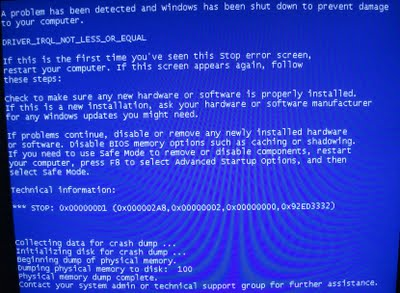 A problem has been detected and windows has been shut down to prevent damage
to your computer.
DRIVER_IRQL_NOT_LESS_OR_EQUAL
If this is the first time you've seen this Stop error screen,
restart your computer. If this screen appears again, follow
these steps:
Check to make sure any new hardware or software is properly installed.
If this is a new installation, ask your hardware or software manufacturer
for any Windows updates you might need.
If problems continue, disable or remove any newly installed hardware
or software. Disable BIOS memory options such as caching or shadowing.
If you need to use Safe Mode to remove or disable components, restart
your computer, press F8 to select Advanced Startup Options, and then
select Safe Mode.
Technical information:
*** STOP: 0x000000D1 (0x000002A8,0x00000002,0x00000000,0x92ED3332)
Collecting data for crash dump ...
Initializing disk for crash dump ...
Beginning dump of physical memory.
Dumping physical memory to disk: 100
Physical memory dump complete.
Contact your system admin or technical support group for further assistance.